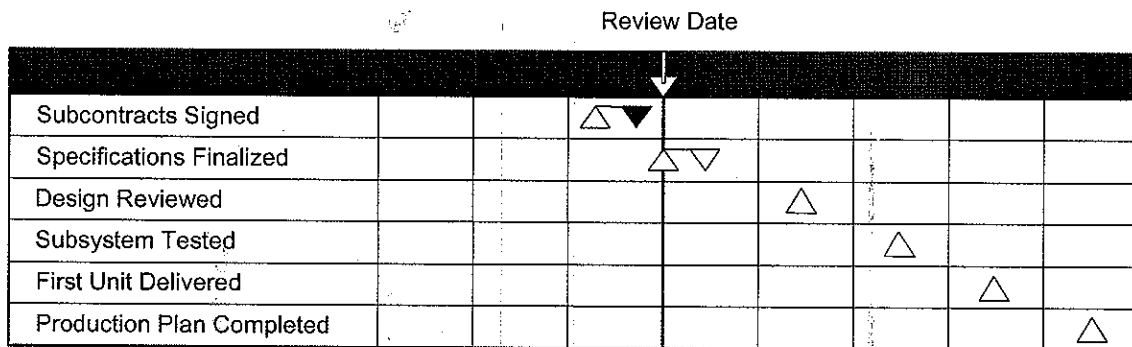 Review Date
Subcontracts Signed
Specifications Finalized
Design Reviewed
Subsystem Tested
First Unit Delivered
Production Plan Completed